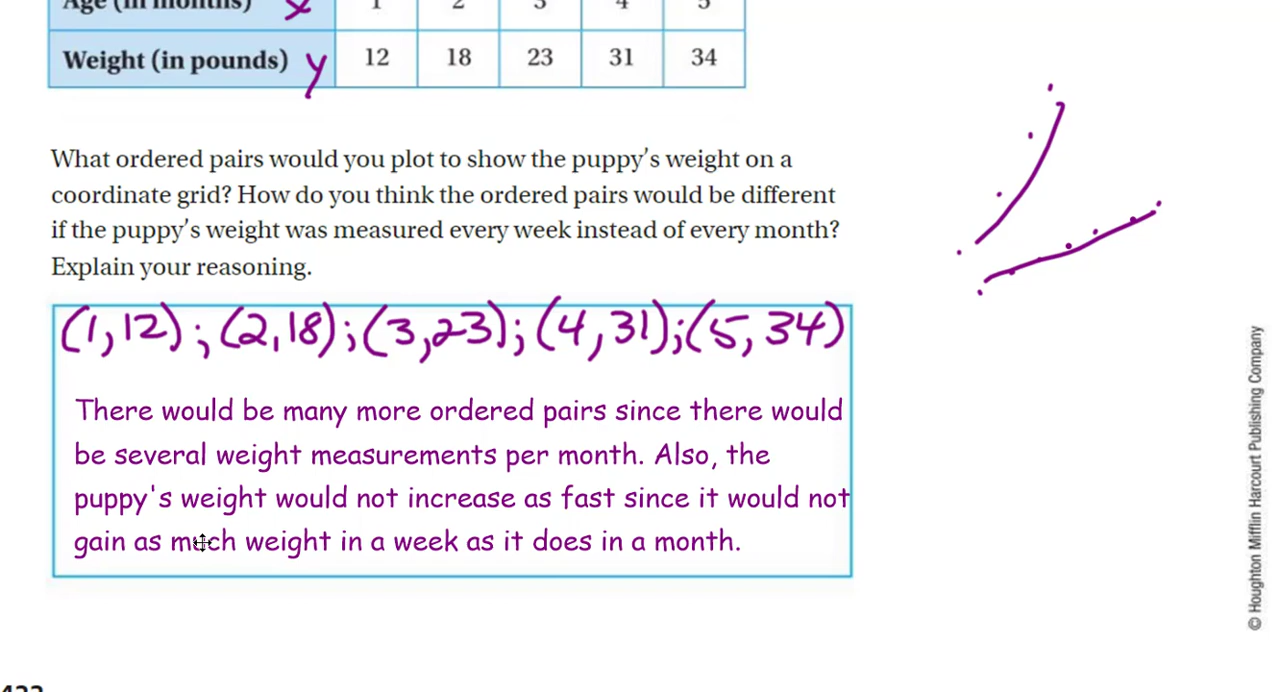 Age (in months) x 1 2 3 4 5
Weight (in pounds) y 12 18 23 31 34
What ordered pairs would you plot to show the puppy's weight on a
coordinate grid? How do you think the ordered pairs would be different
if the puppy's weight was measured every week instead of every month?
Explain your reasoning.
(1,12); (2,18); (3,23); (4,31); (5,34)
There would be many more ordered pairs since there would
be several weight measurements per month. Also, the
puppy's weight would not increase as fast since it would not
gain as much weight in a week as it does in a month.
© Houghton Mifflin Harcourt Publishing Company